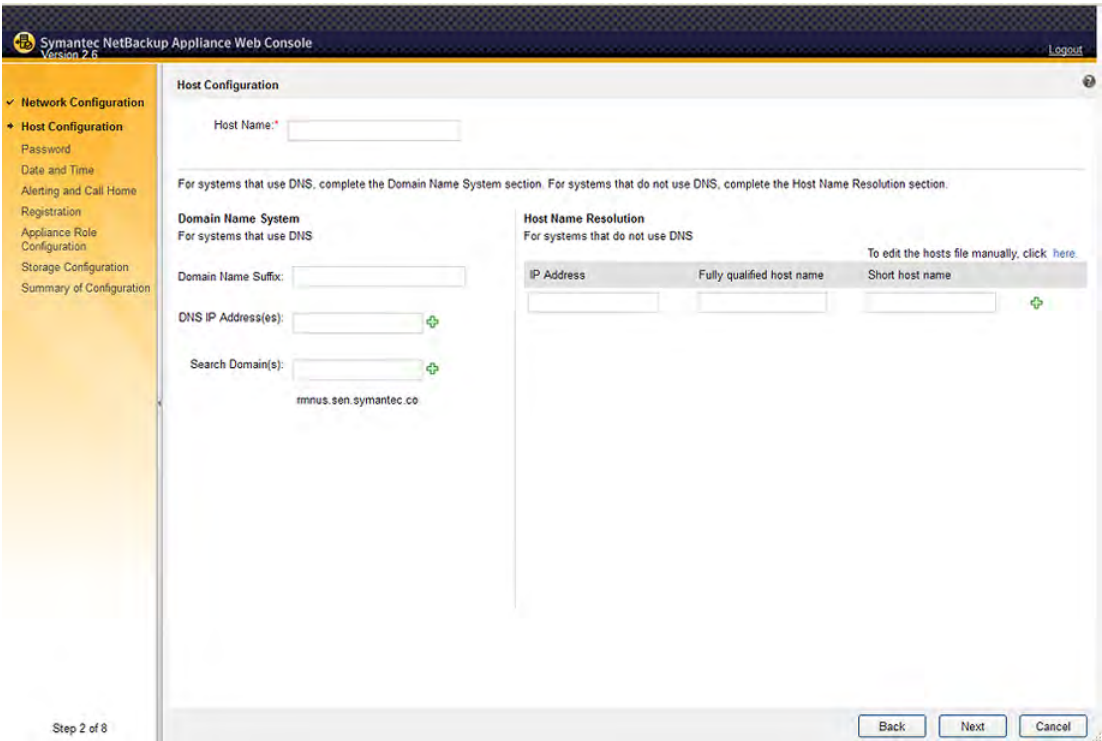 Symantec NetBackup Appliance Web Console
Version 2.6
Logout
Network Configuration
Host Configuration
Password
Date and Time
Alerting and Call Home
Registration
Appliance Role
Configuration
Storage Configuration
Summary of Configuration
Step 2 of 8
Host Configuration
Host Name:*
For systems that use DNS, complete the Domain Name System section. For systems that do not use DNS, complete the Host Name Resolution section.
Domain Name System
For systems that use DNS
Domain Name Suffix:
DNS IP Address(es):
Search Domain(s):
rmnus.sen.symantec.co
Host Name Resolution
For systems that do not use DNS
To edit the hosts file manually, click here.
IP Address Fully qualified host name Short host name
Back Next Cancel